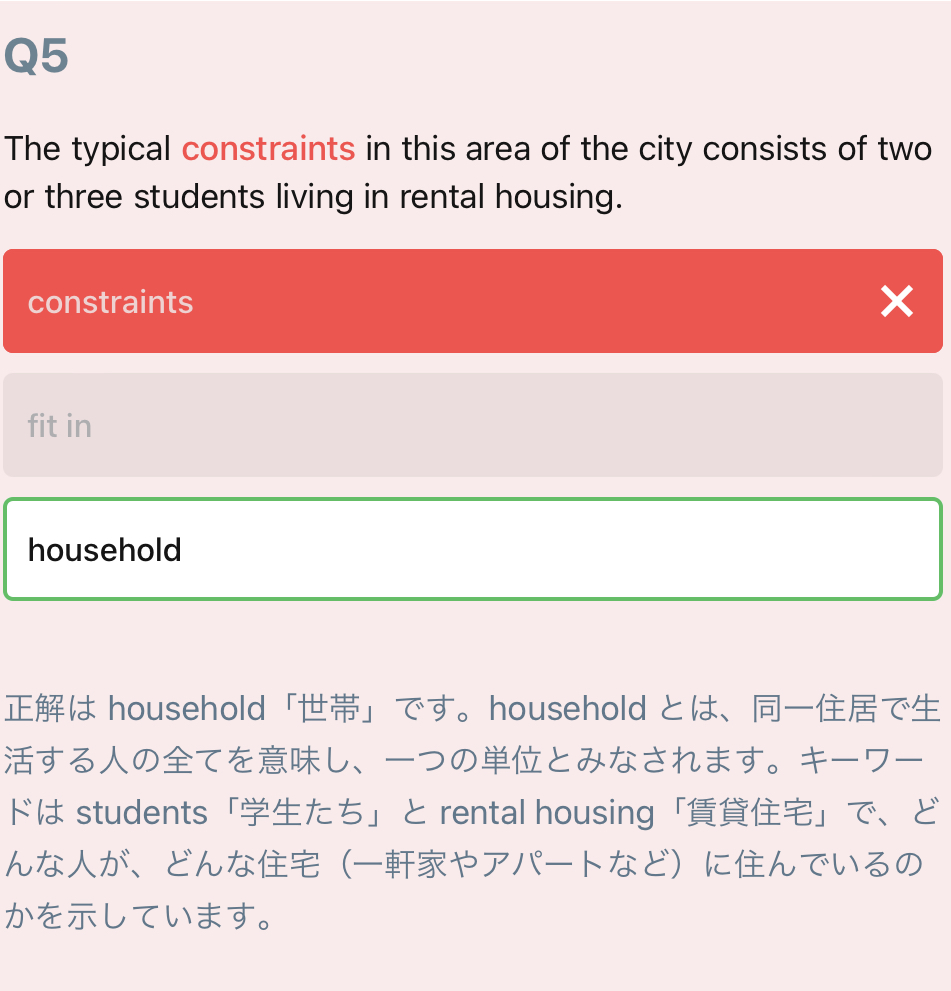 Q5
The typical constraints in this area of the city consists of two
or three students living in rental housing.
constraints
fit in
household
正解は household「世帯」です。household とは、同一住居で生
活する人の全てを意味し、一つの単位とみなされます。キーワー
ドは students「学生たち」と rental housing「賃貸住宅」で、ど
んな人が、どんな住宅（一軒家やアパートなど）に住んでいるの
かを示しています。